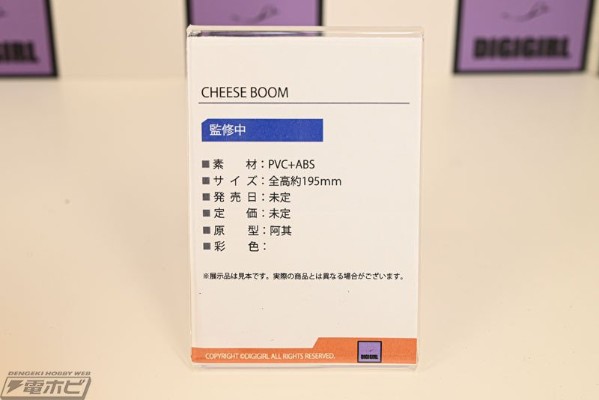 DIGIGIRL
DIGIGIRL
CHEESE BOOM
監修中
■ 素　材：PVC+ABS
■ サ イ ズ：全高約195mm
■ 発 売 日：未定
■ 定　価：未定
■ 原　型：阿其
■ 彩　色：
※展示品は見本です。実際の商品とは異なる場合がございます。
COPYRIGHT ©DIGIGIRL ALL RIGHTS RESERVED.
DIGIGIRL
DENGEKI HOBBY WEB
電ホビ